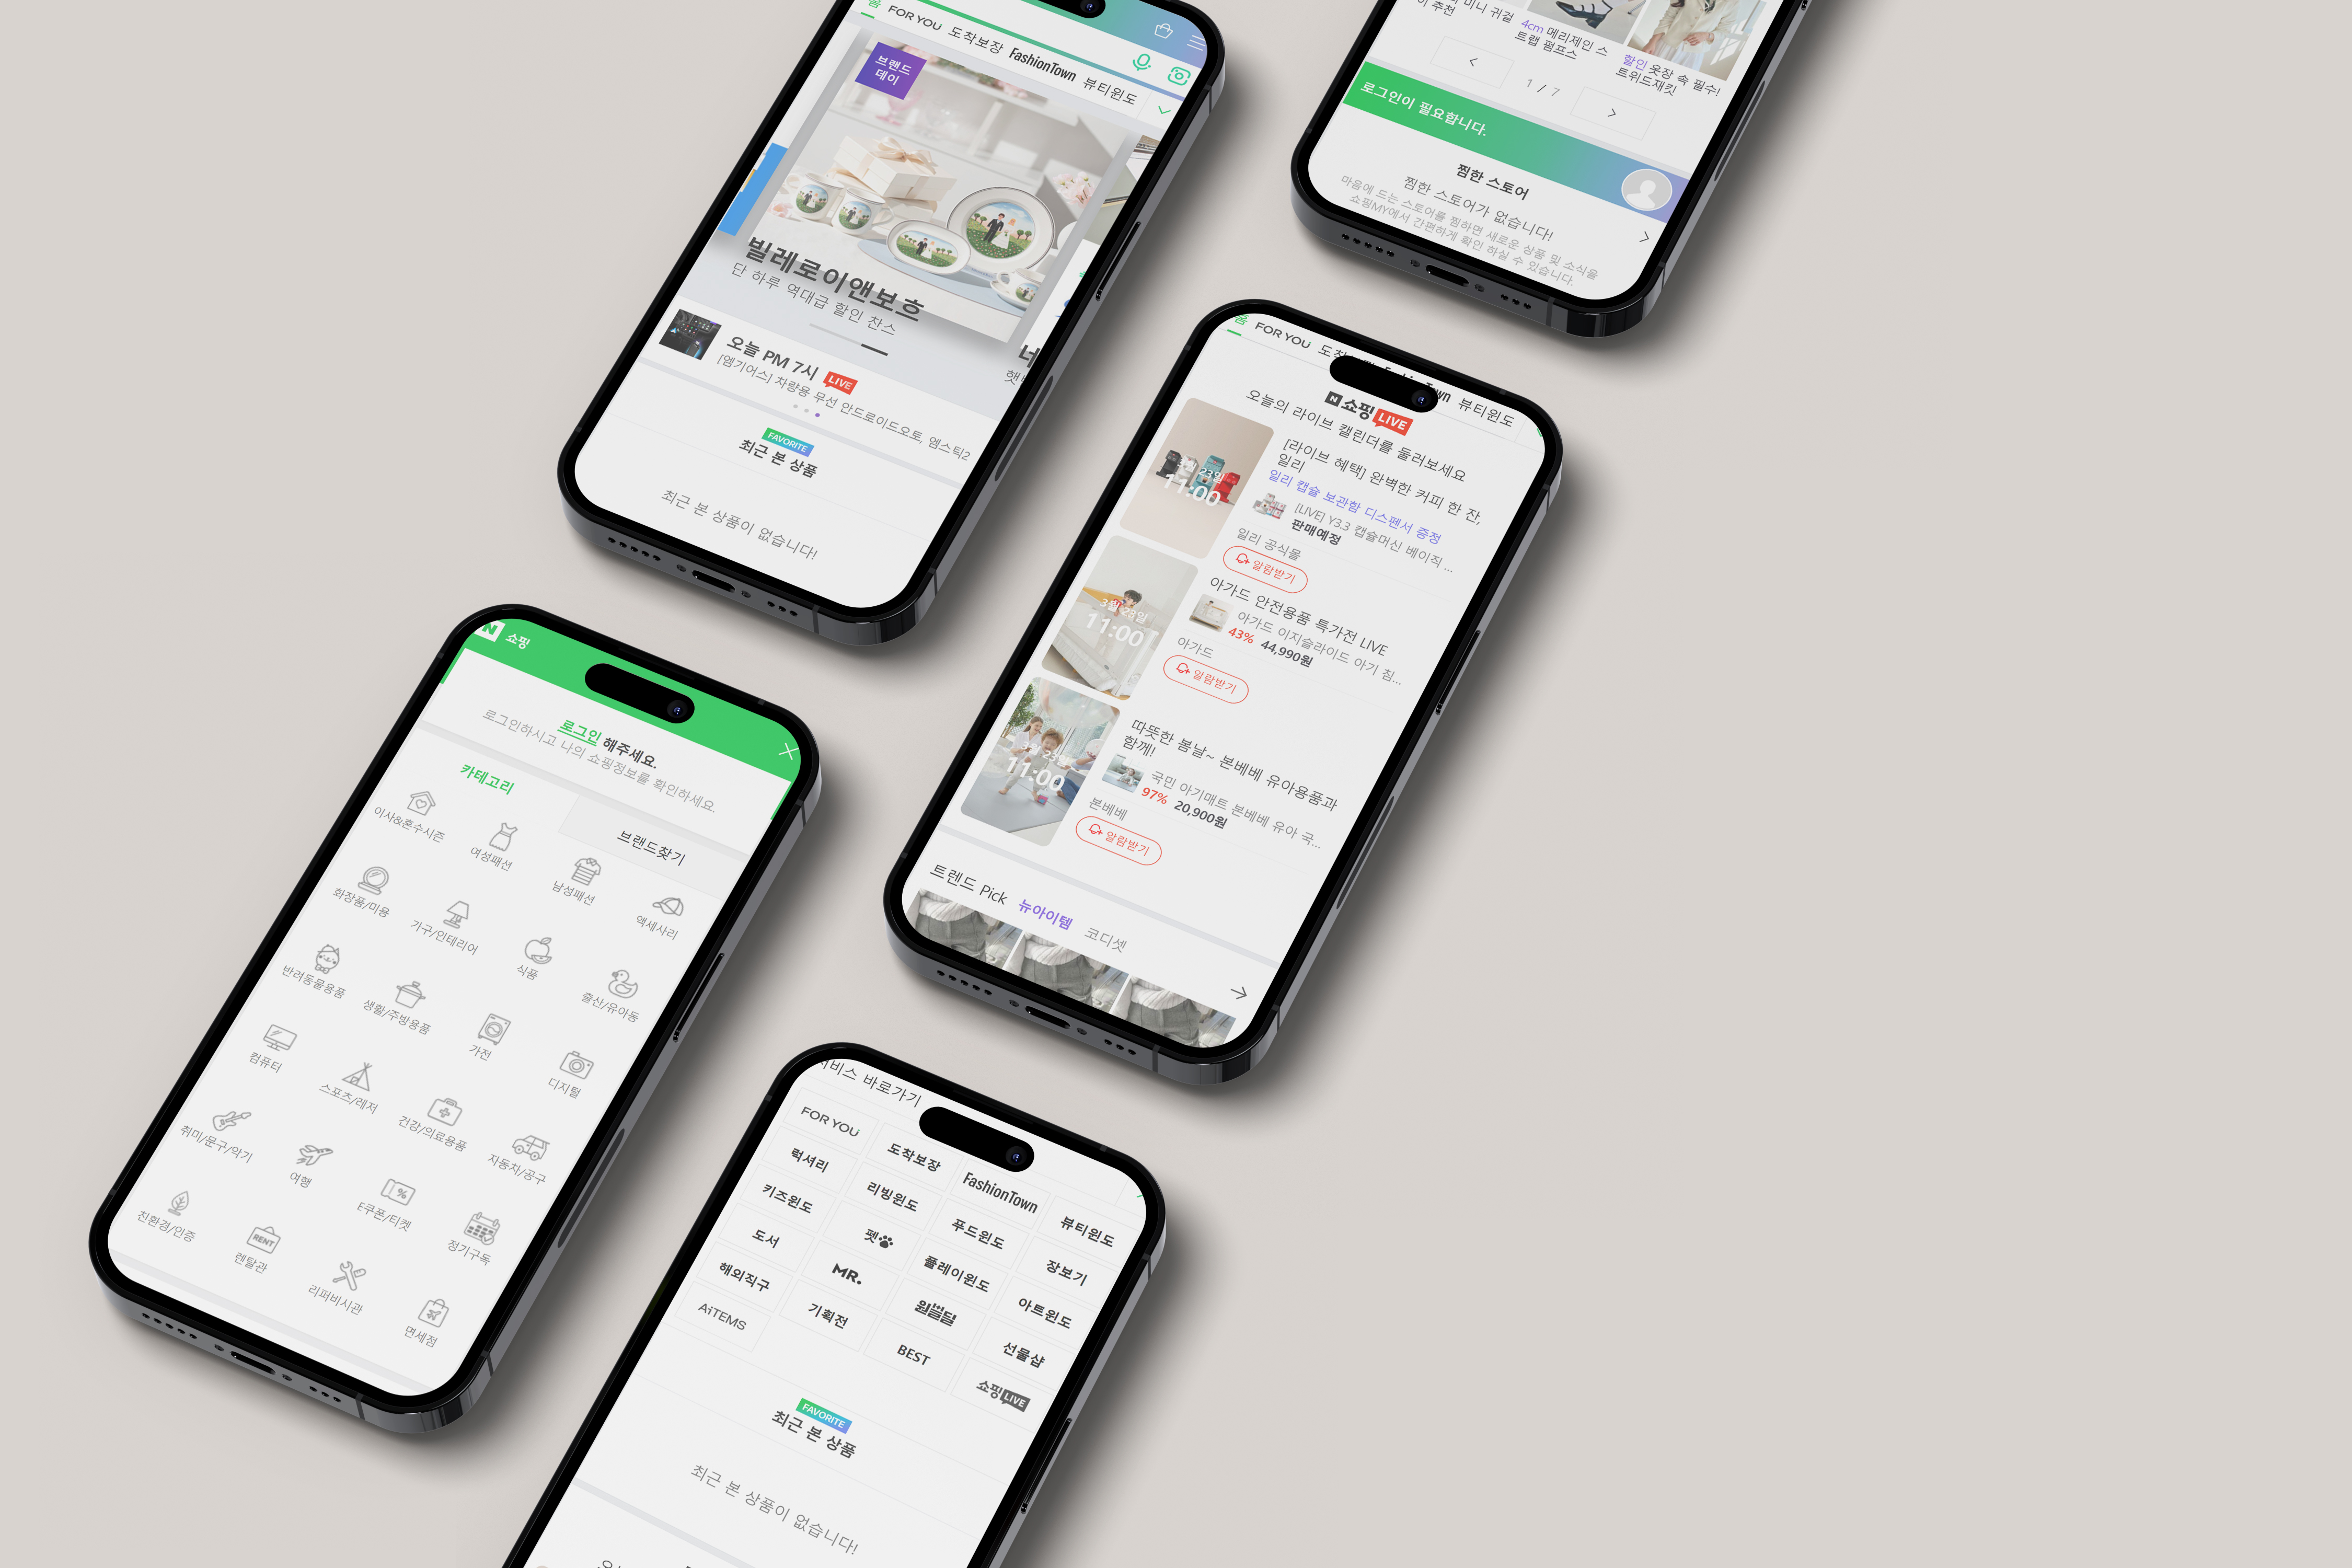 FOR YOU 도착보장 FashionTown 뷰티윈도
브랜드
데이
빌레로이앤보흐
단 하루 역대급 할인 찬스
오늘 PM 7시 LIVE
[엠기어스] 차량용 무선 안드로이드오토, 엠스틱2
FAVORITE
최근 본 상품
최근 본 상품이 없습니다!
미니 귀걸
이 추천
4cm 메리제인 스
트랩 펌프스
할인 옷장 속 필수!
트위드재킷
< 1 / 7 >
로그인이 필요합니다.
찜한 스토어
찜한 스토어가 없습니다!
마음에 드는 스토어를 찜하면 새로운 상품 및 소식을
쇼핑MY에서 간편하게 확인 하실 수 있습니다.
홈 FOR YOU 뷰티윈도
N 쇼핑 LIVE
오늘의 라이브 캘린더를 둘러보세요
23일
11:00
[라이브 혜택] 완벽한 커피 한 잔,
일리
일리 캡슐 보관함 디스펜서 증정
[LIVE] Y3.3 캡슐머신 베이직 ...
판매예정
일리 공식몰
알람받기
3월 23일
11:00
아가드 안전용품 특가전 LIVE
아가드 이지슬라이드 아기 침...
43% 44,990원
아가드
알람받기
11:00
따뜻한 봄날~ 본베베 유아용품과
함께!
국민 아기매트 본베베 유아 국...
97% 20,900원
본베베
알람받기
트렌드 Pick 뉴아이템 코디셋
N 쇼핑
로그인 해주세요.
로그인하시고 나의 쇼핑정보를 확인하세요.
카테고리 브랜드찾기
이사&혼수시즌 여성패션 남성패션 액세사리
화장품/미용 가구/인테리어 식품 출산/유아동
반려동물용품 생활/주방용품 가전 디지털
컴퓨터 스포츠/레저 건강/의료용품 자동차/공구
취미/문구/악기 여행 E쿠폰/티켓 정기구독
RENT
친환경/인증 렌탈관 리퍼비시관 면세점
비스 바로가기
FOR YOU 도착보장 FashionTown 뷰티윈도
럭셔리 리빙윈도 푸드윈도 장보기
키즈윈도 펫 플레이윈도 아트윈도
도서 MR. 원쁠딜 선물샵
해외직구 기획전 BEST 쇼핑LIVE
AiTEMS
FAVORITE
최근 본 상품
최근 본 상품이 없습니다!